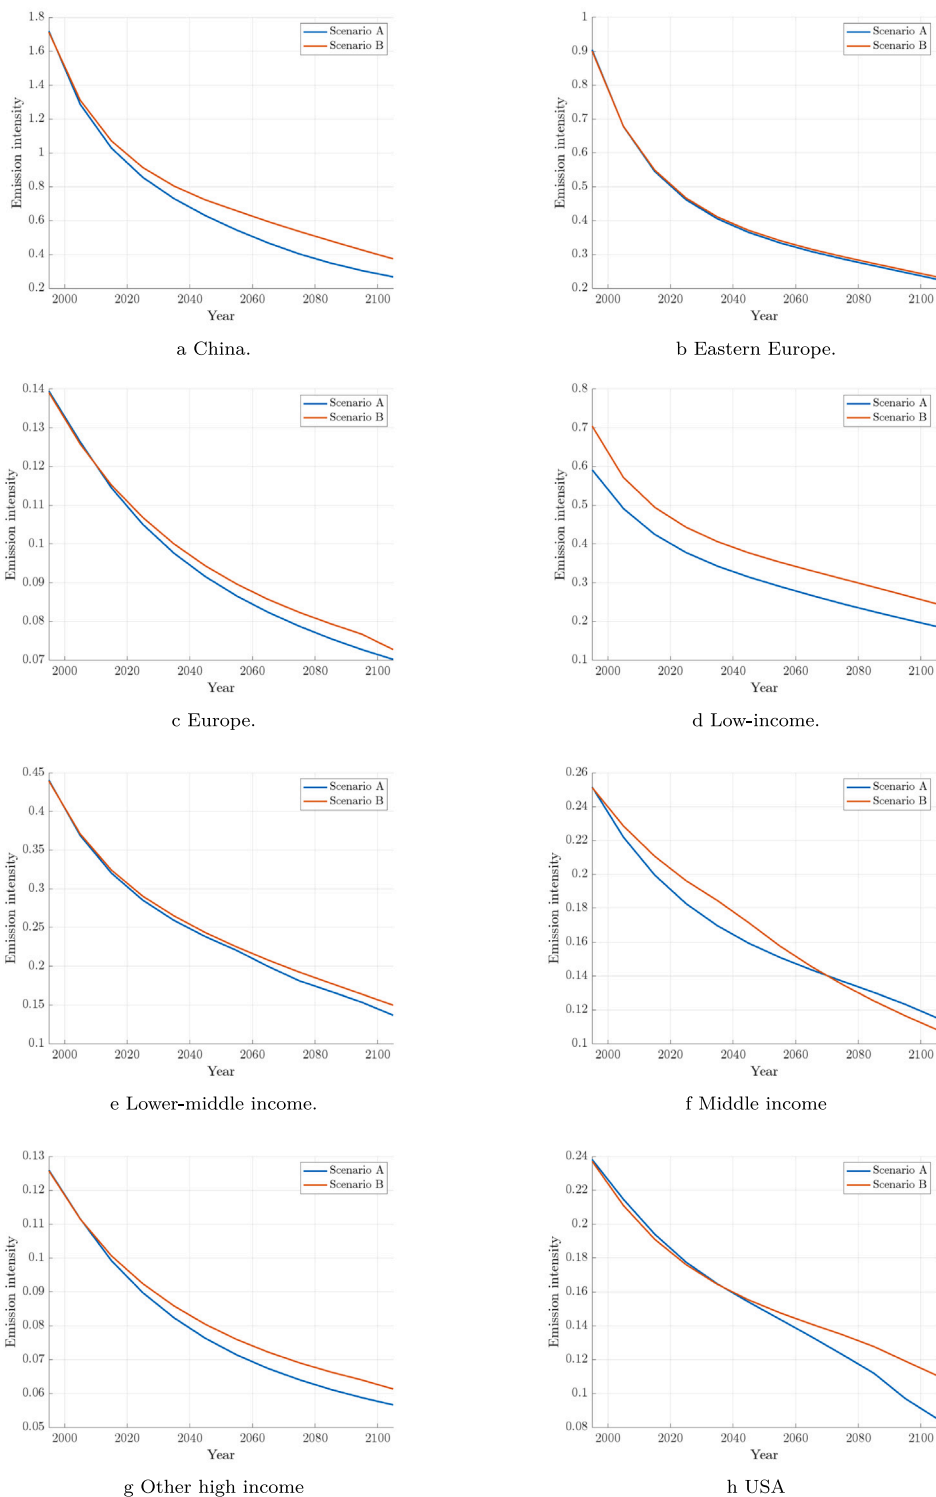 1.8
1.6
1.4
1.2
1
0.8
0.6
0.4
0.2
Emission intensity
2000 2020 2040 2060 2080 2100
Year
Scenario A
Scenario B
a China.
1
0.9
0.8
0.7
0.6
0.5
0.4
0.3
0.2
Emission intensity
2000 2020 2040 2060 2080 2100
Year
Scenario A
Scenario B
b Eastern Europe.
0.14
0.13
0.12
0.11
0.1
0.09
0.08
0.07
Emission intensity
2000 2020 2040 2060 2080 2100
Year
Scenario A
Scenario B
c Europe.
0.8
0.7
0.6
0.5
0.4
0.3
0.2
0.1
Emission intensity
2000 2020 2040 2060 2080 2100
Year
Scenario A
Scenario B
d Low-income.
0.45
0.4
0.35
0.3
0.25
0.2
0.15
0.1
Emission intensity
2000 2020 2040 2060 2080 2100
Year
Scenario A
Scenario B
e Lower-middle income.
0.26
0.24
0.22
0.2
0.18
0.16
0.14
0.12
0.1
Emission intensity
2000 2020 2040 2060 2080 2100
Year
Scenario A
Scenario B
f Middle income
0.13
0.12
0.11
0.1
0.09
0.08
0.07
0.06
0.05
Emission intensity
2000 2020 2040 2060 2080 2100
Year
Scenario A
Scenario B
g Other high income
0.24
0.22
0.2
0.18
0.16
0.14
0.12
0.1
0.08
Emission intensity
2000 2020 2040 2060 2080 2100
Year
Scenario A
Scenario B
h USA